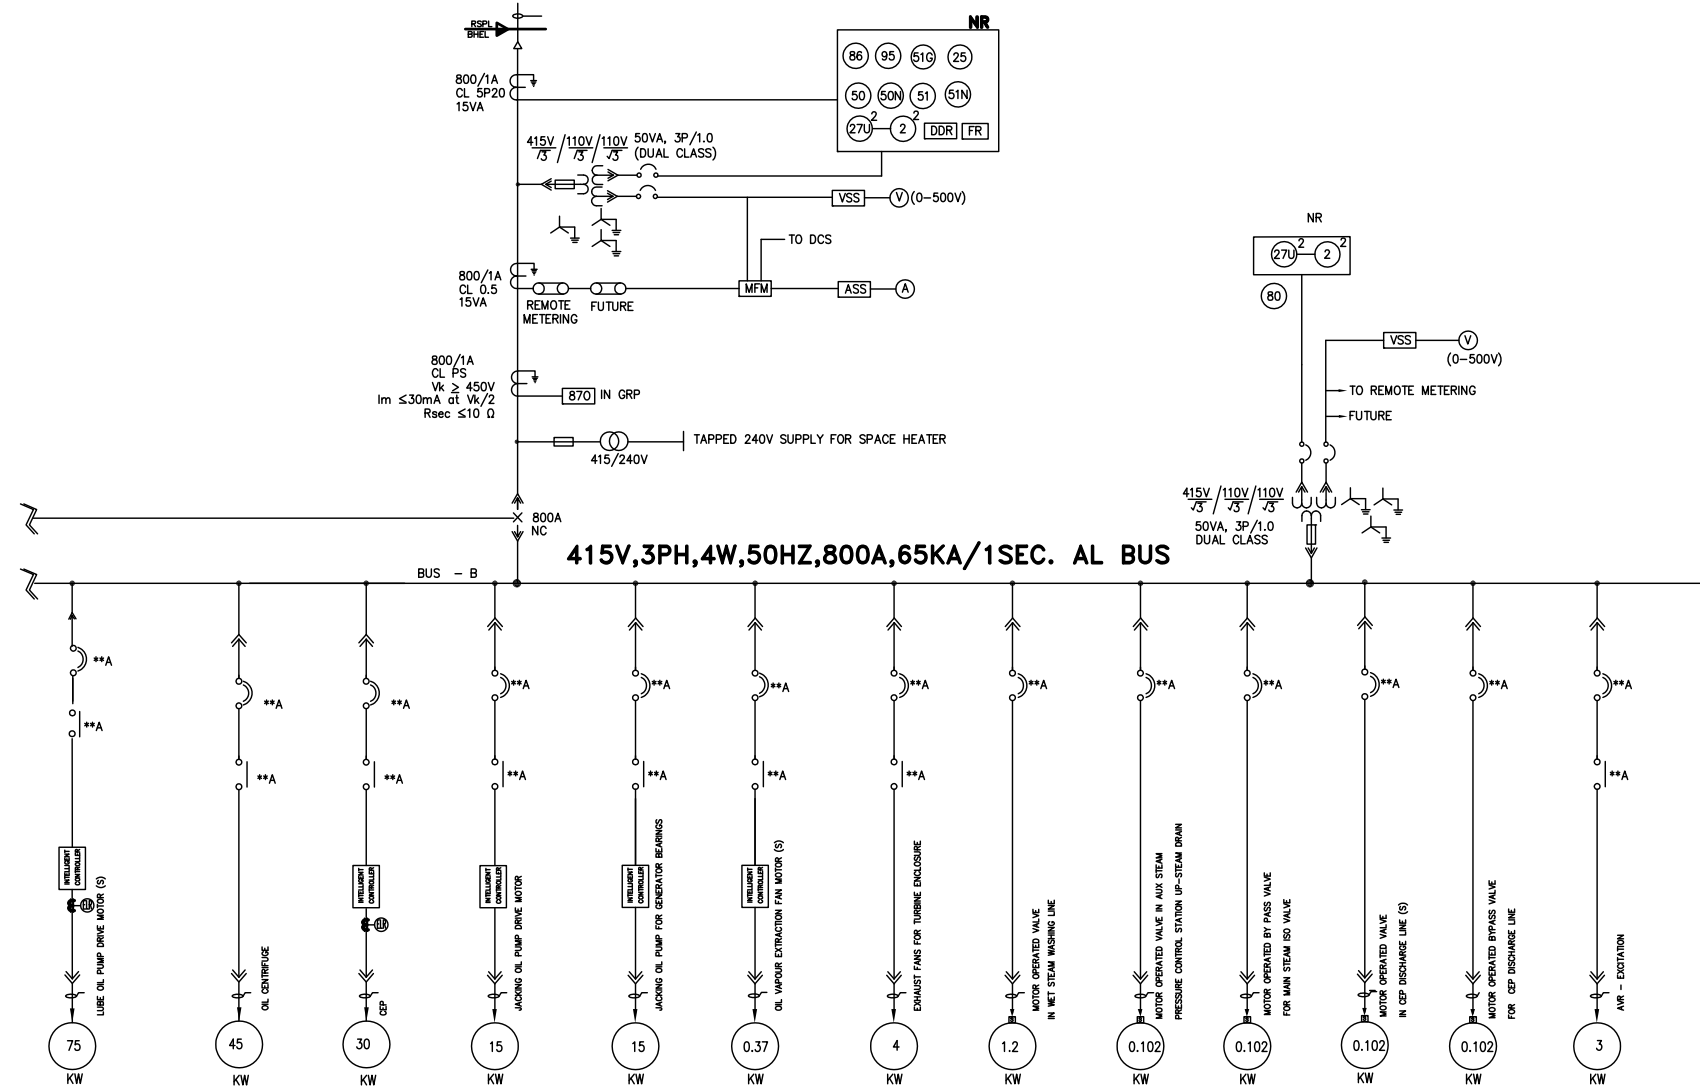 RSPL
BHEL
NR
86 95 51G 25
50 50N 51 51N
27U 2 2 2 DDR FR
800/1A
CL 5P20
15VA
415V/√3 / 110V/√3 / 110V/√3
50VA, 3P/1.0
(DUAL CLASS)
VSS V (0-500V)
TO DCS
800/1A
CL 0.5
15VA
REMOTE
METERING
FUTURE
MFM
ASS
A
800/1A
CL PS
Vk ≥ 450V
Im ≤30mA at Vk/2
Rsec ≤10 Ω
870 IN GRP
TAPPED 240V SUPPLY FOR SPACE HEATER
415/240V
800A
NC
NR
27U 2 2 2
80
VSS V
(0-500V)
TO REMOTE METERING
FUTURE
415V/√3 / 110V/√3 / 110V/√3
50VA, 3P/1.0
DUAL CLASS
415V,3PH,4W,50HZ,800A,65KA/1SEC. AL BUS
BUS - B
**A
**A
INTELLIGENT
CONTROLLER
ELR
LUBE OIL PUMP DRIVE MOTOR (S)
75
KW
**A
**A
OIL CENTRIFUGE
45
KW
**A
**A
INTELLIGENT
CONTROLLER
ELR
CEP
30
KW
**A
**A
INTELLIGENT
CONTROLLER
JACKING OIL PUMP DRIVE MOTOR
15
KW
**A
**A
INTELLIGENT
CONTROLLER
JACKING OIL PUMP FOR GENERATOR BEARINGS
15
KW
**A
**A
INTELLIGENT
CONTROLLER
OIL VAPOUR EXTRACTION FAN MOTOR (S)
0.37
KW
**A
**A
EXHAUST FANS FOR TURBINE ENCLOSURE
4
KW
**A
MOTOR OPERATED VALVE
IN WET STEAM WASHING LINE
1.2
KW
**A
MOTOR OPERATED VALVE IN AUX STEAM
PRESSURE CONTROL STATION UP-STEAM DRAIN
0.102
KW
**A
MOTOR OPERATED BY PASS VALVE
FOR MAIN STEAM ISO VALVE
0.102
KW
**A
MOTOR OPERATED VALVE
IN CEP DISCHARGE LINE (S)
0.102
KW
**A
MOTOR OPERATED BYPASS VALVE
FOR CEP DISCHARGE LINE
0.102
KW
**A
**A
AVR - EXCITATION
3
KW